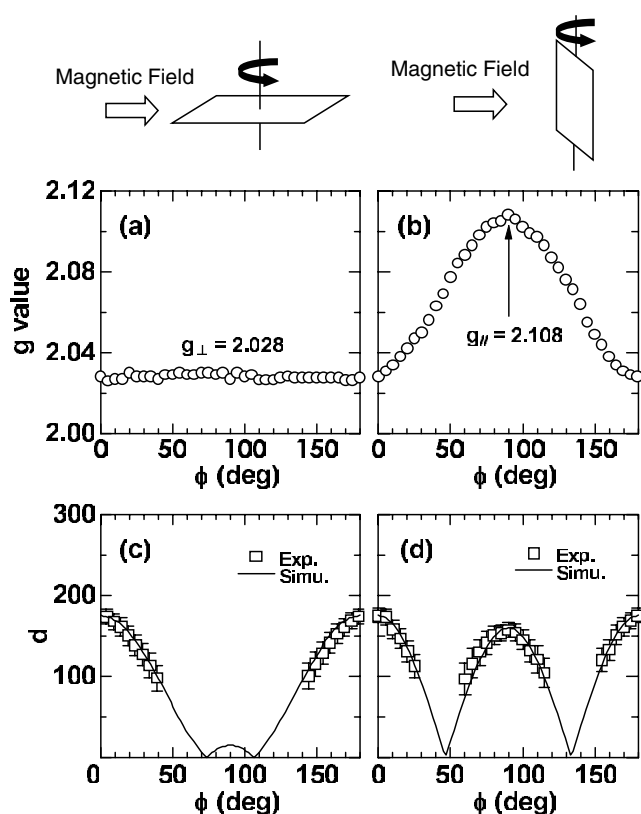 Magnetic Field
Magnetic Field
2.12
2.08
2.04
2.00
g value
(a)
g⊥ = 2.028
0 50 100 150
ϕ (deg)
(b)
g// = 2.108
0 50 100 150
ϕ (deg)
300
200
100
0
d
(c)
Exp.
Simu.
0 50 100 150
ϕ (deg)
(d)
Exp.
Simu.
0 50 100 150
ϕ (deg)